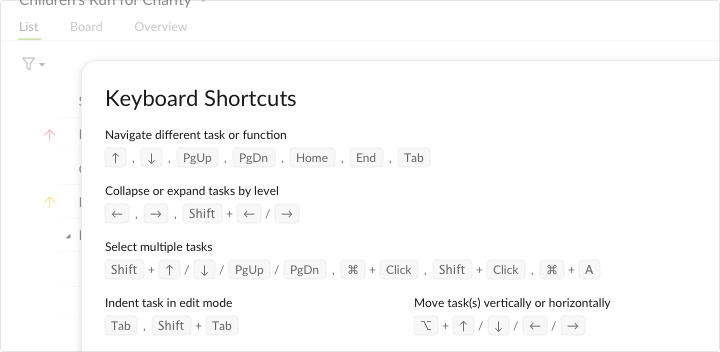 Children's Run for Charity
List Board Overview
Keyboard Shortcuts
Navigate different task or function
↑ , ↓ , PgUp , PgDn , Home , End , Tab
Collapse or expand tasks by level
← , → , Shift + ← / →
Select multiple tasks
Shift + ↑ / ↓ / PgUp / PgDn , ⌘ + Click , Shift + Click , ⌘ + A
Indent task in edit mode
Tab , Shift + Tab
Move task(s) vertically or horizontally
⌥ + ↑ / ↓ / ← / →